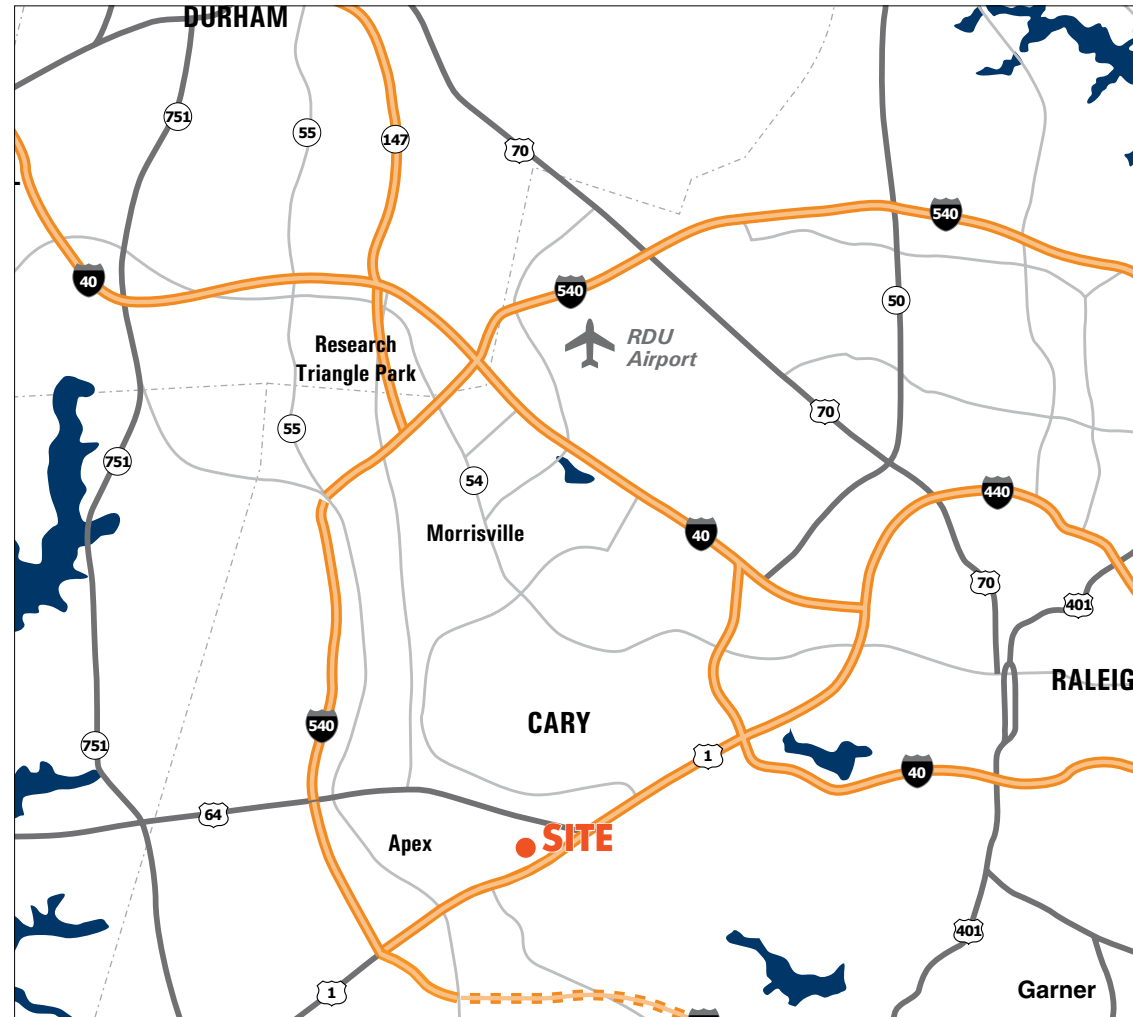 DURHAM
751
55
147
70
540
40
50
540
RDU
Airport
Research
Triangle Park
70
55
751
54
440
Morrisville
40
70
401
RALEIG
CARY
540
751
1
40
64
SITE
Apex
401
1
Garner